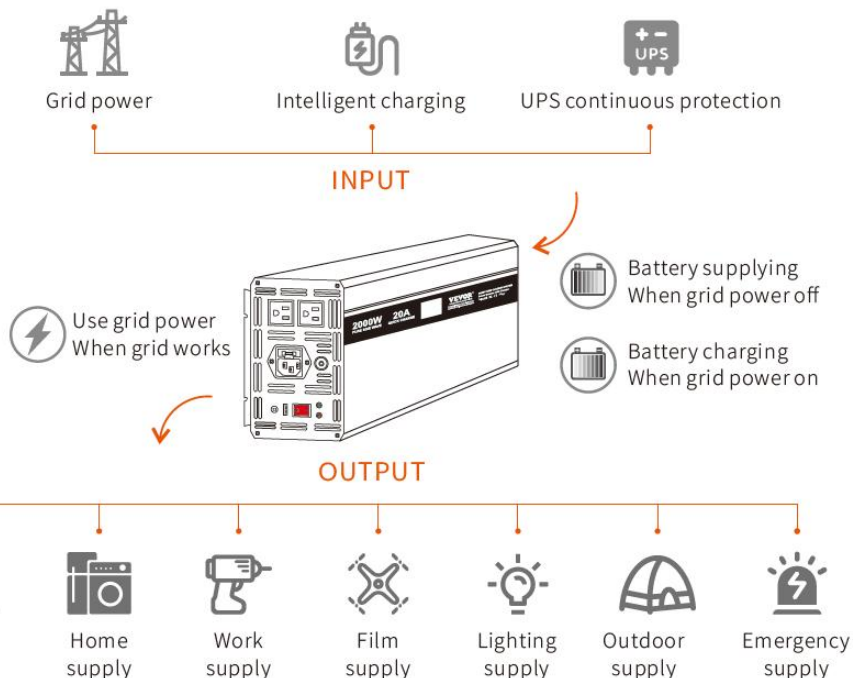 + -
UPS
Grid power
Intelligent charging
UPS continuous protection
INPUT
Battery supplying
When grid power off
Use grid power
When grid works
2000W
20A
VEVOR
Battery charging
When grid power on
OUTPUT
Home
supply
Work
supply
Film
supply
Lighting
supply
Outdoor
supply
Emergency
supply